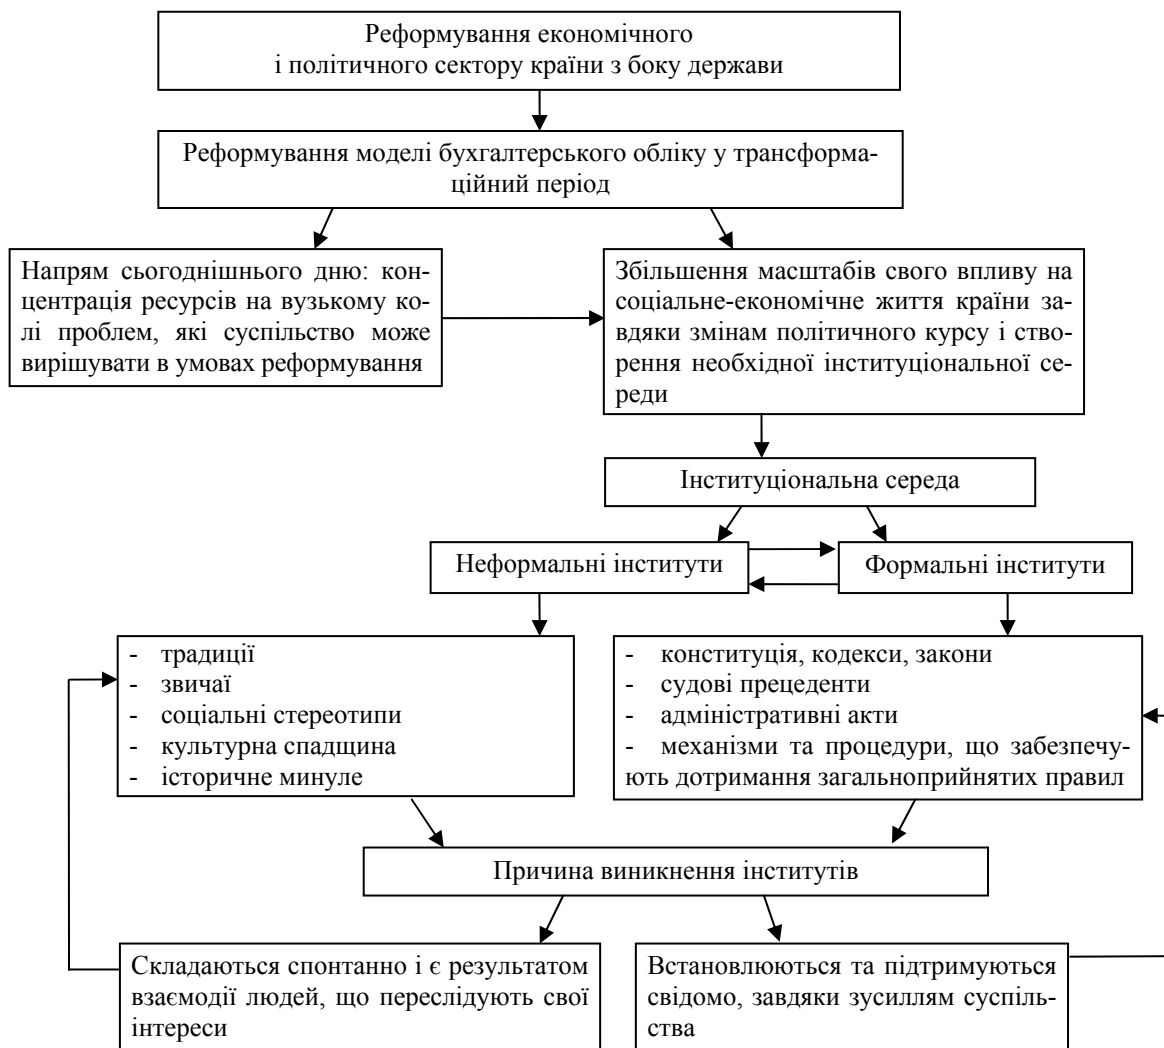 Реформування економічного
і політичного сектору країни з боку держави
Реформування моделі бухгалтерського обліку у трансформа-
ційний період
Напрям сьогоднішнього дню: кон-
центрація ресурсів на вузькому ко-
лі проблем, які суспільство може
вирішувати в умовах реформування
Збільшення масштабів свого впливу на
соціальне-економічне життя країни за-
вдяки змінам політичного курсу і ство-
рення необхідної інституціональної се-
реди
Інституціональна середа
Неформальні інститути
Формальні інститути
- традиції
- звичаї
- соціальні стереотипи
- культурна спадщина
- історичне минуле
- конституція, кодекси, закони
- судові прецеденти
- адміністративні акти
- механізми та процедури, що забезпечу-
ють дотримання загальноприйнятих правил
Причина виникнення інститутів
Складаються спонтанно і є результатом
взаємодії людей, що переслідують свої
інтереси
Встановлюються та підтримуються
свідомо, завдяки зусиллям суспіль-
ства